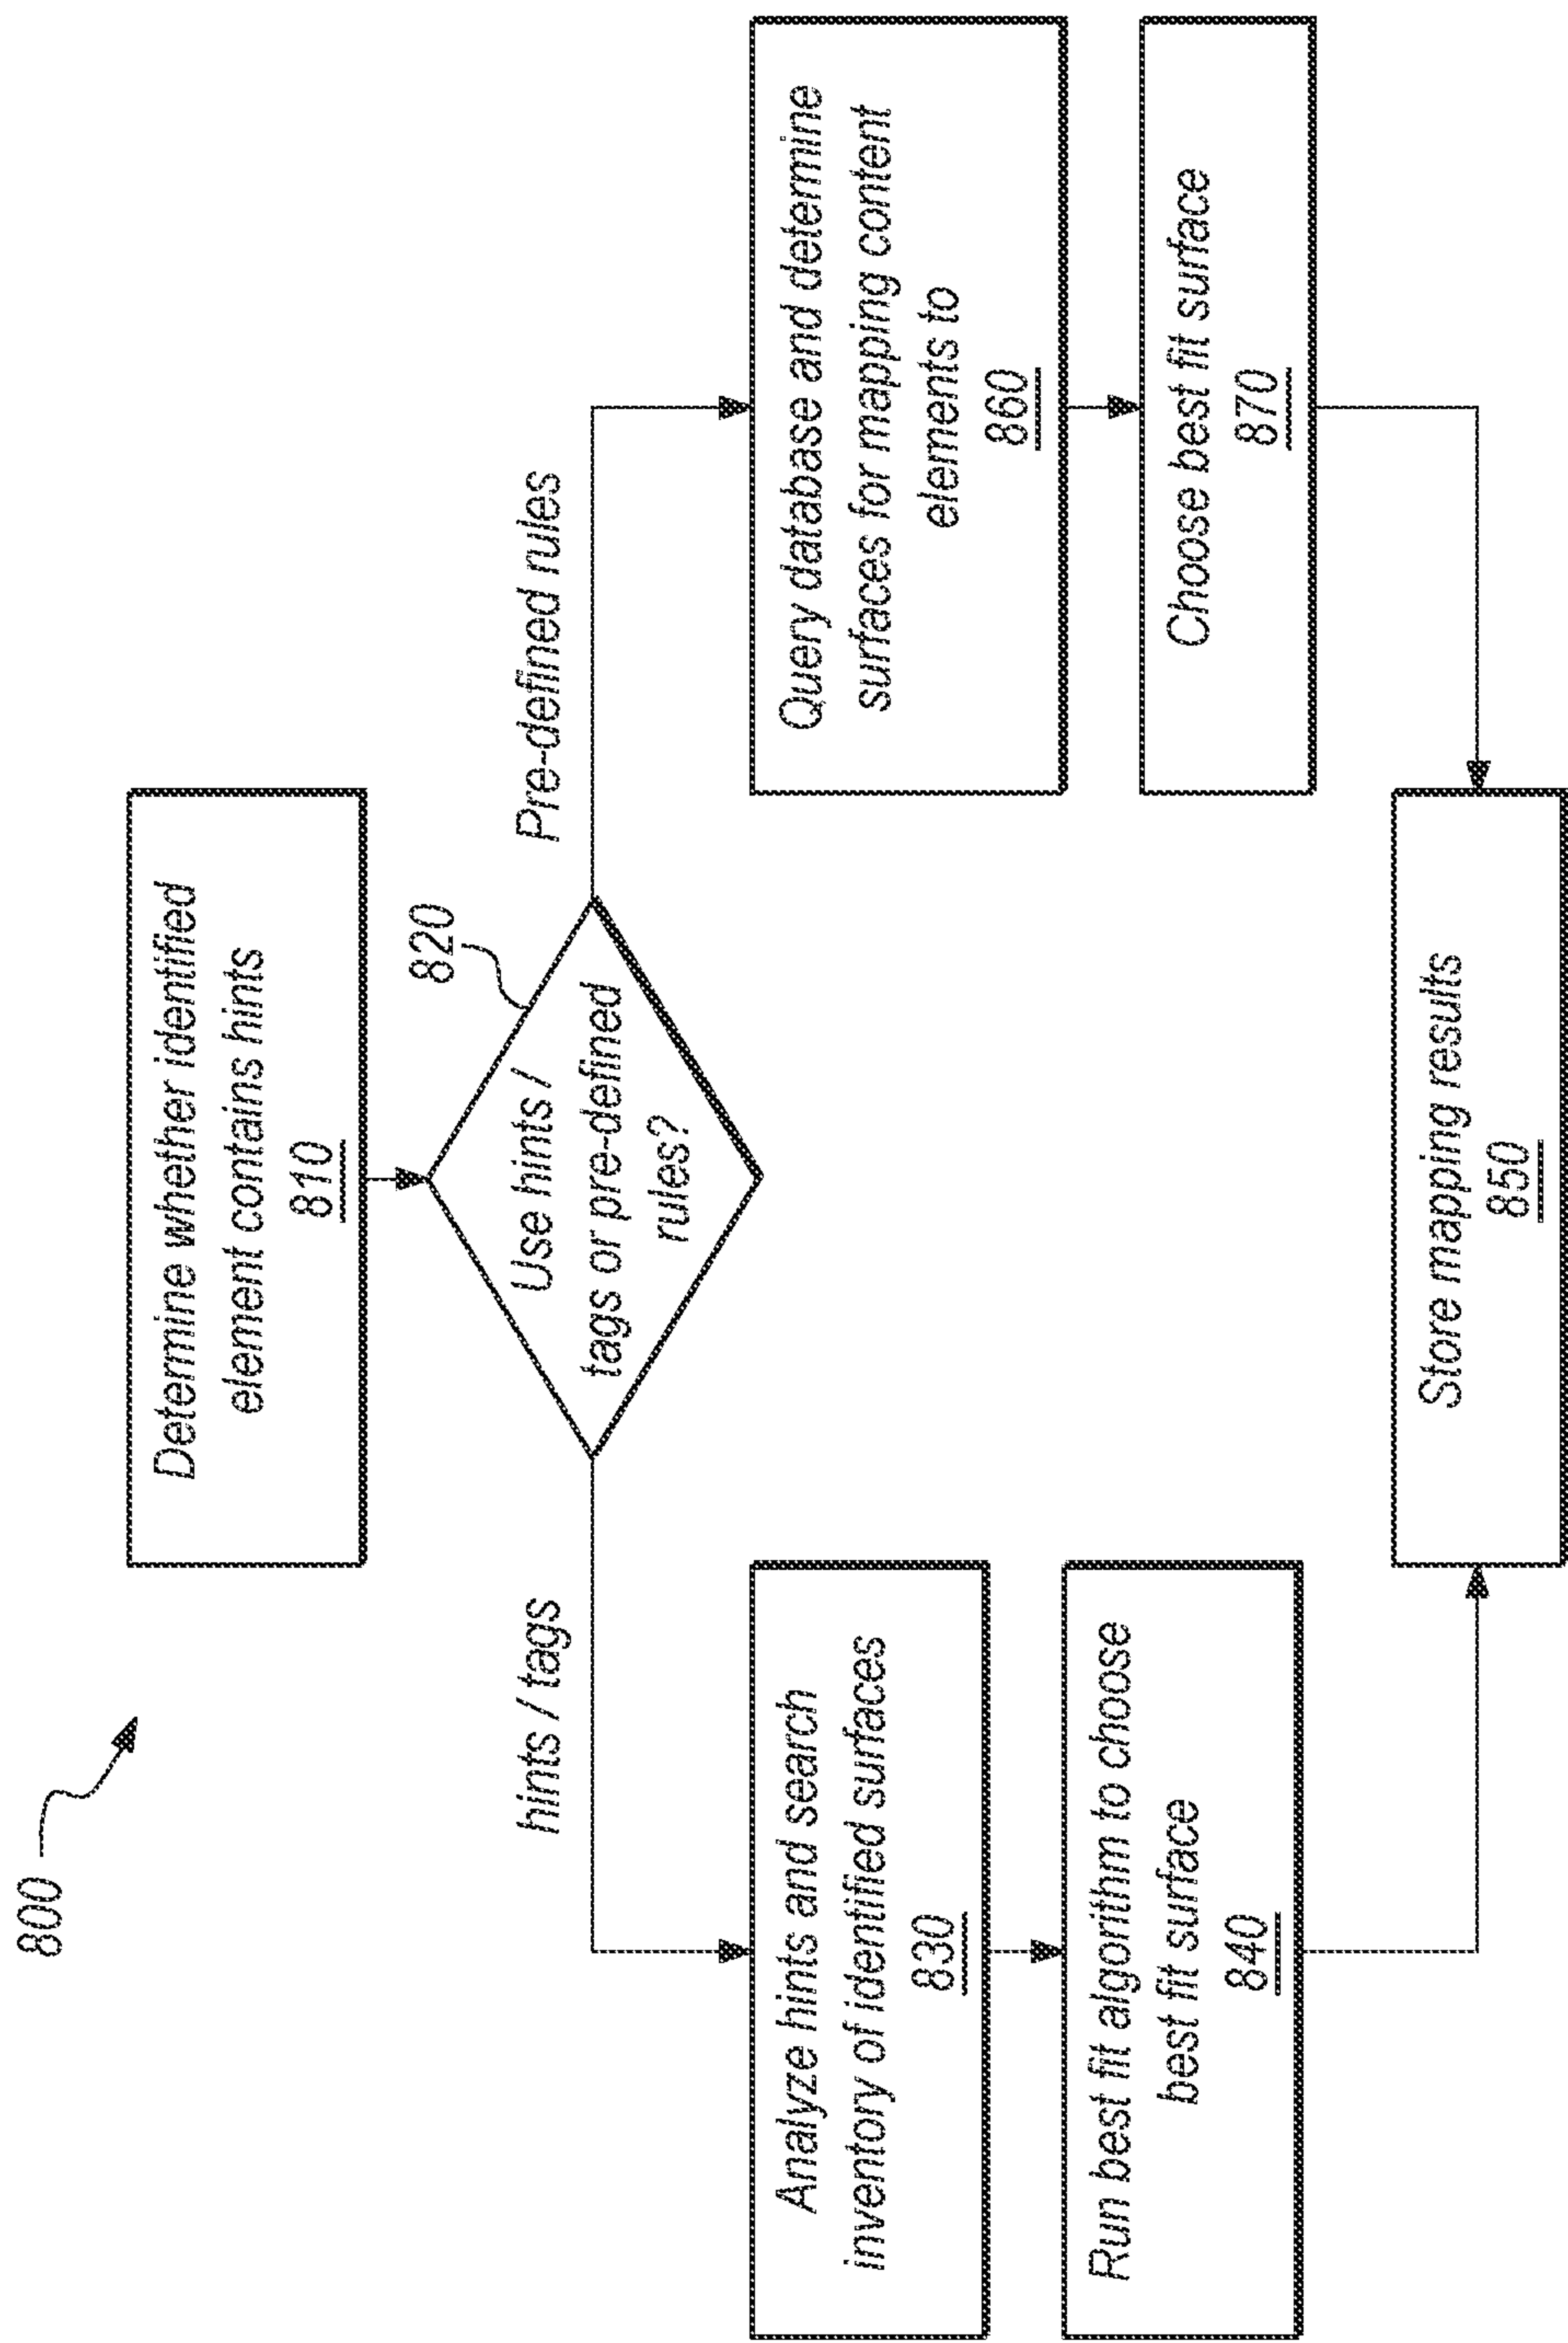 800
Determine whether identified
element contains hints
810
820
Use hints /
tags or pre-defined
rules?
hints / tags
Pre-defined rules
Analyze hints and search
inventory of identified surfaces
830
Run best fit algorithm to choose
best fit surface
840
Query database and determine
surfaces for mapping content
elements to
860
Choose best fit surface
870
Store mapping results
850